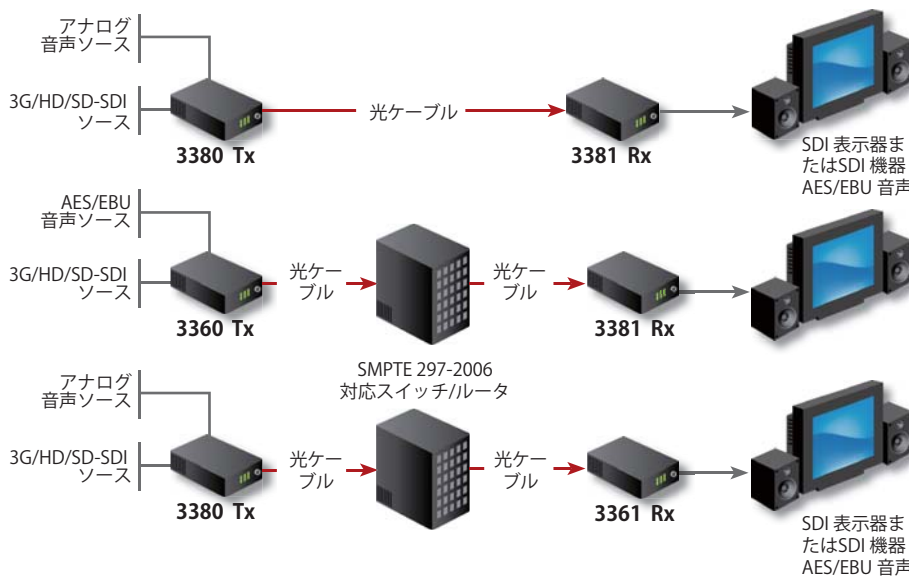 アナログ
音声ソース
3G/HD/SD-SDI
ソース
3380 Tx
光ケーブル
3381 Rx
SDI 表示器ま
たはSDI 機器
AES/EBU 音声
AES/EBU
音声ソース
3G/HD/SD-SDI
ソース
3360 Tx
光ケー
ブル
SMPTE 297-2006
対応スイッチ/ルータ
光ケー
ブル
3381 Rx
アナログ
音声ソース
3G/HD/SD-SDI
ソース
3380 Tx
光ケー
ブル
光ケー
ブル
3361 Rx
SDI 表示器ま
たはSDI 機器
AES/EBU 音声